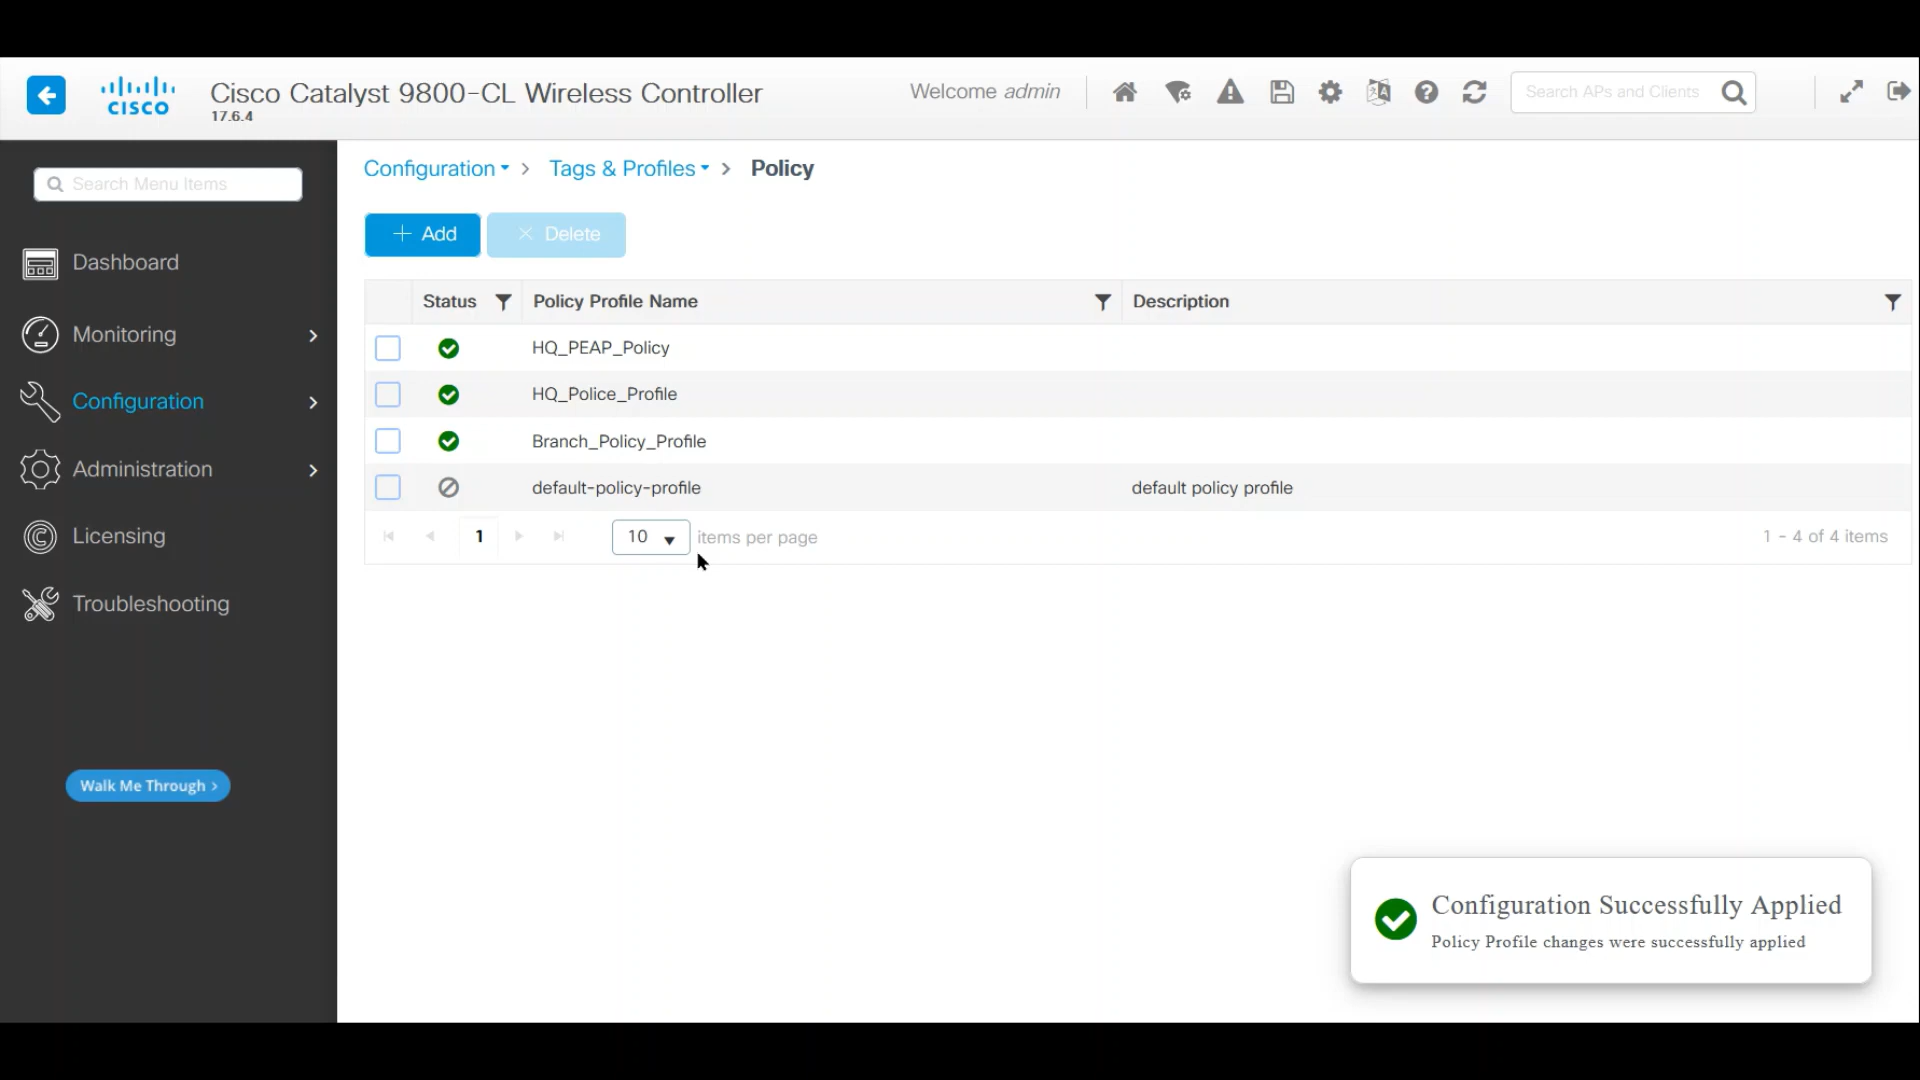 CISCO
Cisco Catalyst 9800-CL Wireless Controller
17.6.4
Welcome admin
Search APs and Clients
Search Menu Items
Dashboard
Monitoring
Configuration
Administration
Licensing
Troubleshooting
Walk Me Through >
Configuration > Tags & Profiles > Policy
+ Add
× Delete
Status Policy Profile Name Description
HQ_PEAP_Policy
HQ_Police_Profile
Branch_Policy_Profile
default-policy-profile default policy profile
1 10 items per page 1 - 4 of 4 items
Configuration Successfully Applied
Policy Profile changes were successfully applied